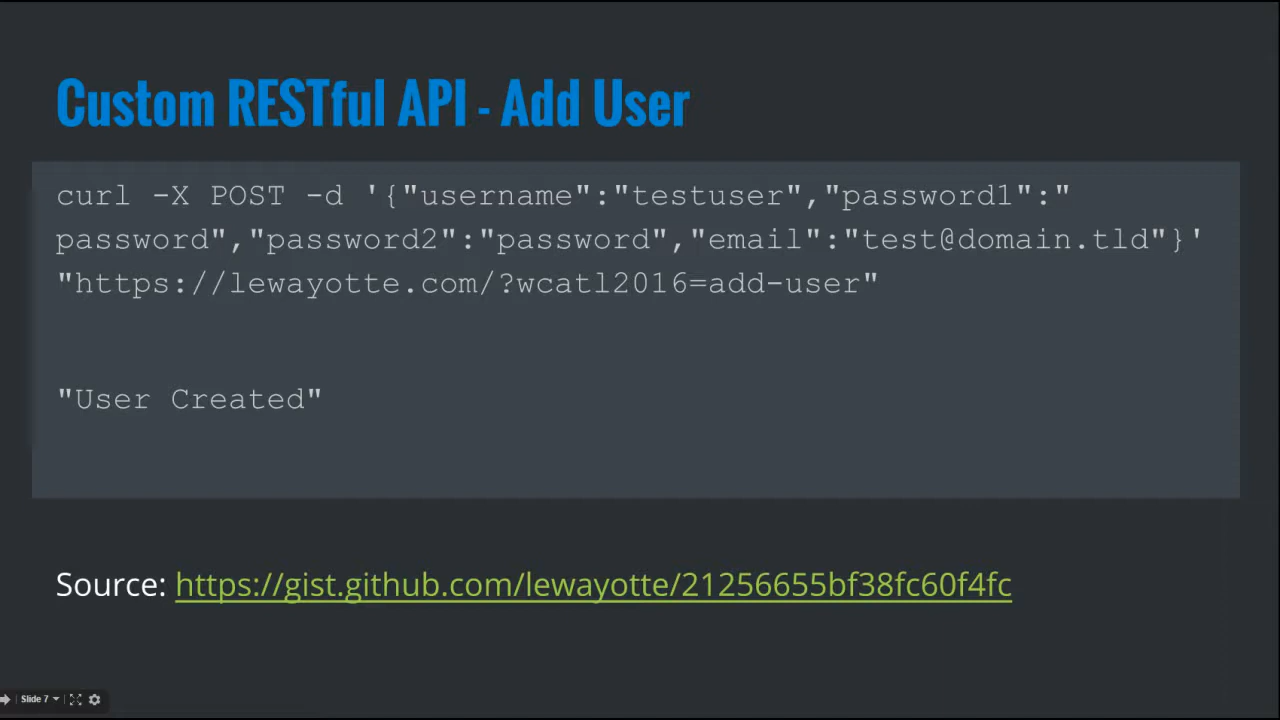 Custom RESTful API - Add User
curl -X POST -d '{"username":"testuser","password1":"
password","password2":"password","email":"test@domain.tld"}'
"https://lewayotte.com/?wcatl2016=add-user"
"User Created"
Source: https://gist.github.com/lewayotte/21256655bf38fc60f4fc
Slide 7